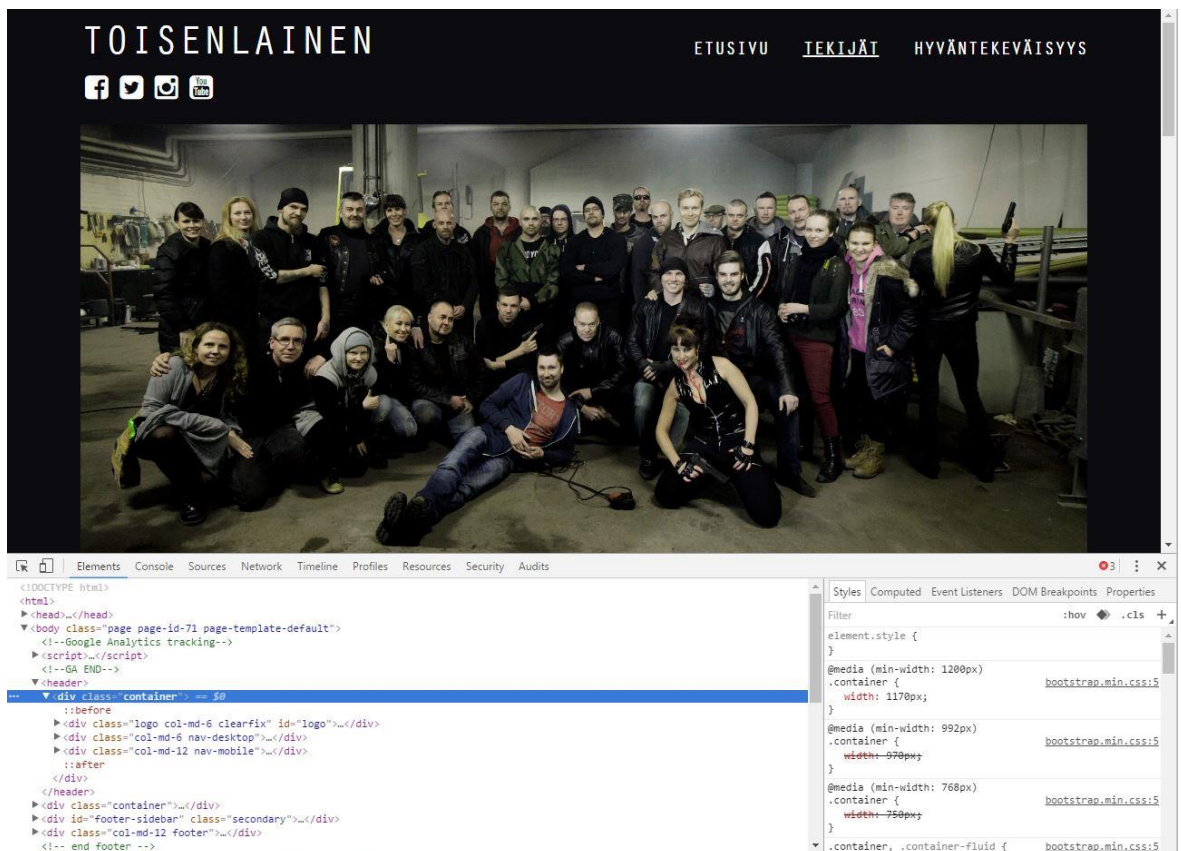 TOISENLAINEN
ETUSIVU TEKIJÄT HYVÄNTEKEVÄISYYS
You
Tube
Elements Console Sources Network Timeline Profiles Resources Security Audits
3
<!DOCTYPE html>
<html>
▶<head>…</head>
▼<body class="page page-id-71 page-template-default">
<!--Google Analytics tracking-->
▶<script>…</script>
<!--GA END-->
▼<header>
▼<div class="container"> == $0
::before
▶<div class="logo col-md-6 clearfix" id="logo">…</div>
▶<div class="col-md-6 nav-desktop">…</div>
▶<div class="col-md-12 nav-mobile">…</div>
::after
</div>
</header>
▶<div class="container">…</div>
▶<div id="footer-sidebar" class="secondary">…</div>
▶<div class="col-md-12 footer">…</div>
<!-- end footer -->
Styles Computed Event Listeners DOM Breakpoints Properties
Filter :hov .cls +
element.style {
}
@media (min-width: 1200px)
.container { bootstrap.min.css:5
width: 1170px;
}
@media (min-width: 992px)
.container { bootstrap.min.css:5
width: 970px;
}
@media (min-width: 768px)
.container { bootstrap.min.css:5
width: 750px;
}
.container, .container-fluid { bootstrap.min.css:5